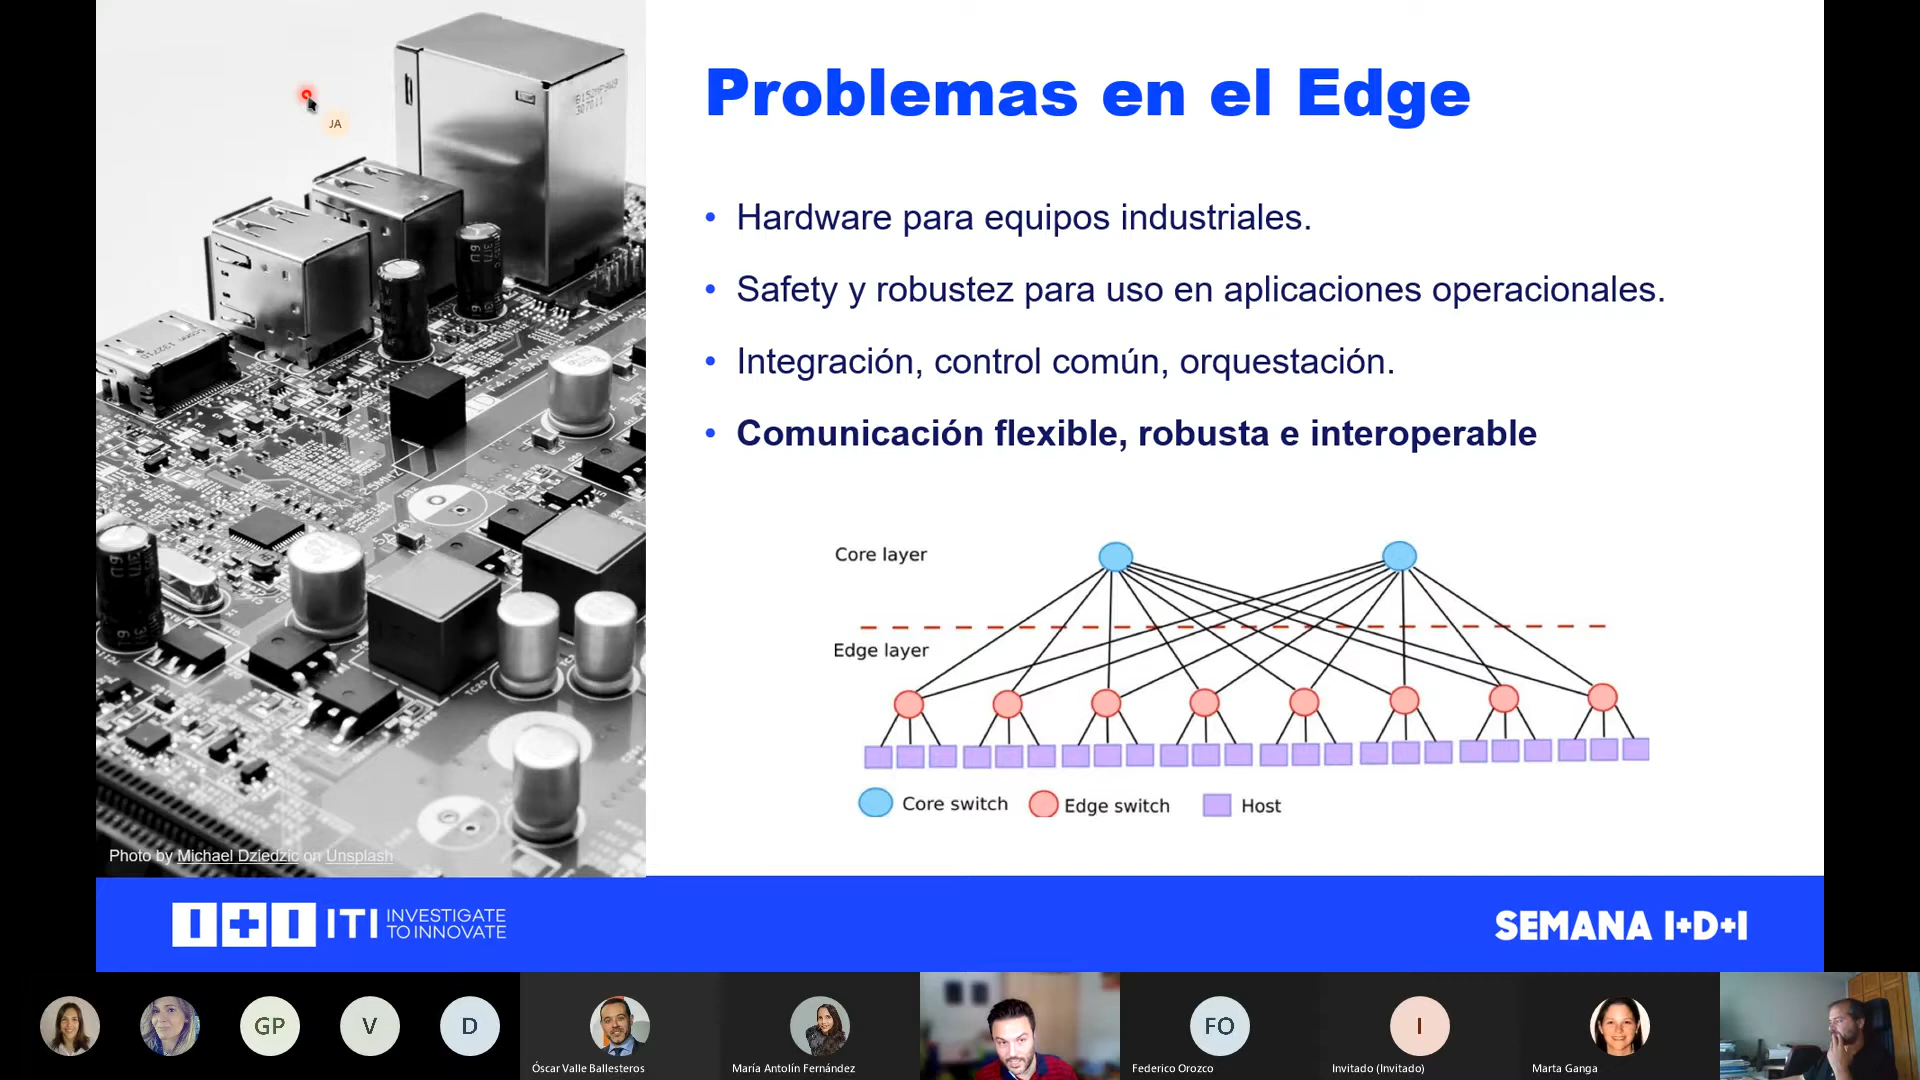 Problemas en el Edge
JA
• Hardware para equipos industriales.
• Safety y robustez para uso en aplicaciones operacionales.
• Integración, control común, orquestación.
• Comunicación flexible, robusta e interoperable
Core layer
Edge layer
Core switch
Edge switch
Host
Photo by Michael Dziedzic on Unsplash
I+I ITI INVESTIGATE
TO INNOVATE
SEMANA I+D+I
GP
V
D
FO
I
Óscar Valle Ballesteros
María Antolín Fernández
Federico Orozco
Invitado (Invitado)
Marta Ganga